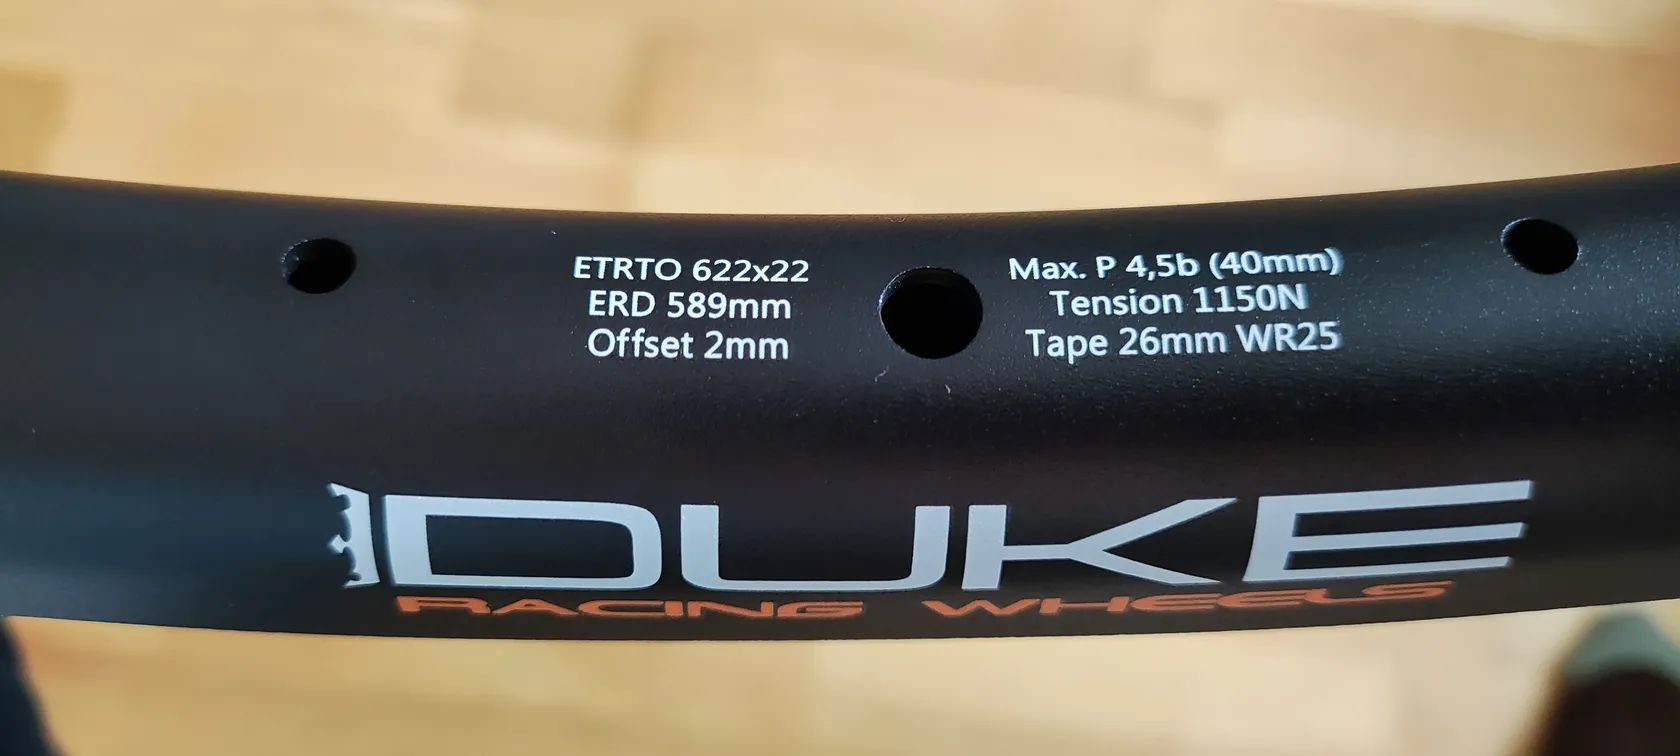 ETRTO 622x22
ERD 589mm
Offset 2mm
Max. P 4,5b (40mm)
Tension 1150N
Tape 26mm WR25
DUKE
RACING WHEELS